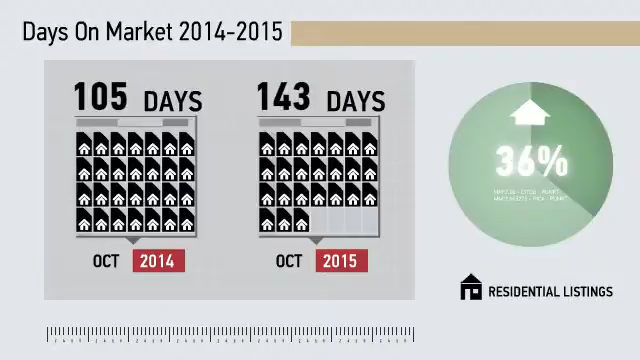 Days On Market 2014-2015
105 DAYS
143 DAYS
OCT 2014
OCT 2015
36%
RESIDENTIAL LISTINGS